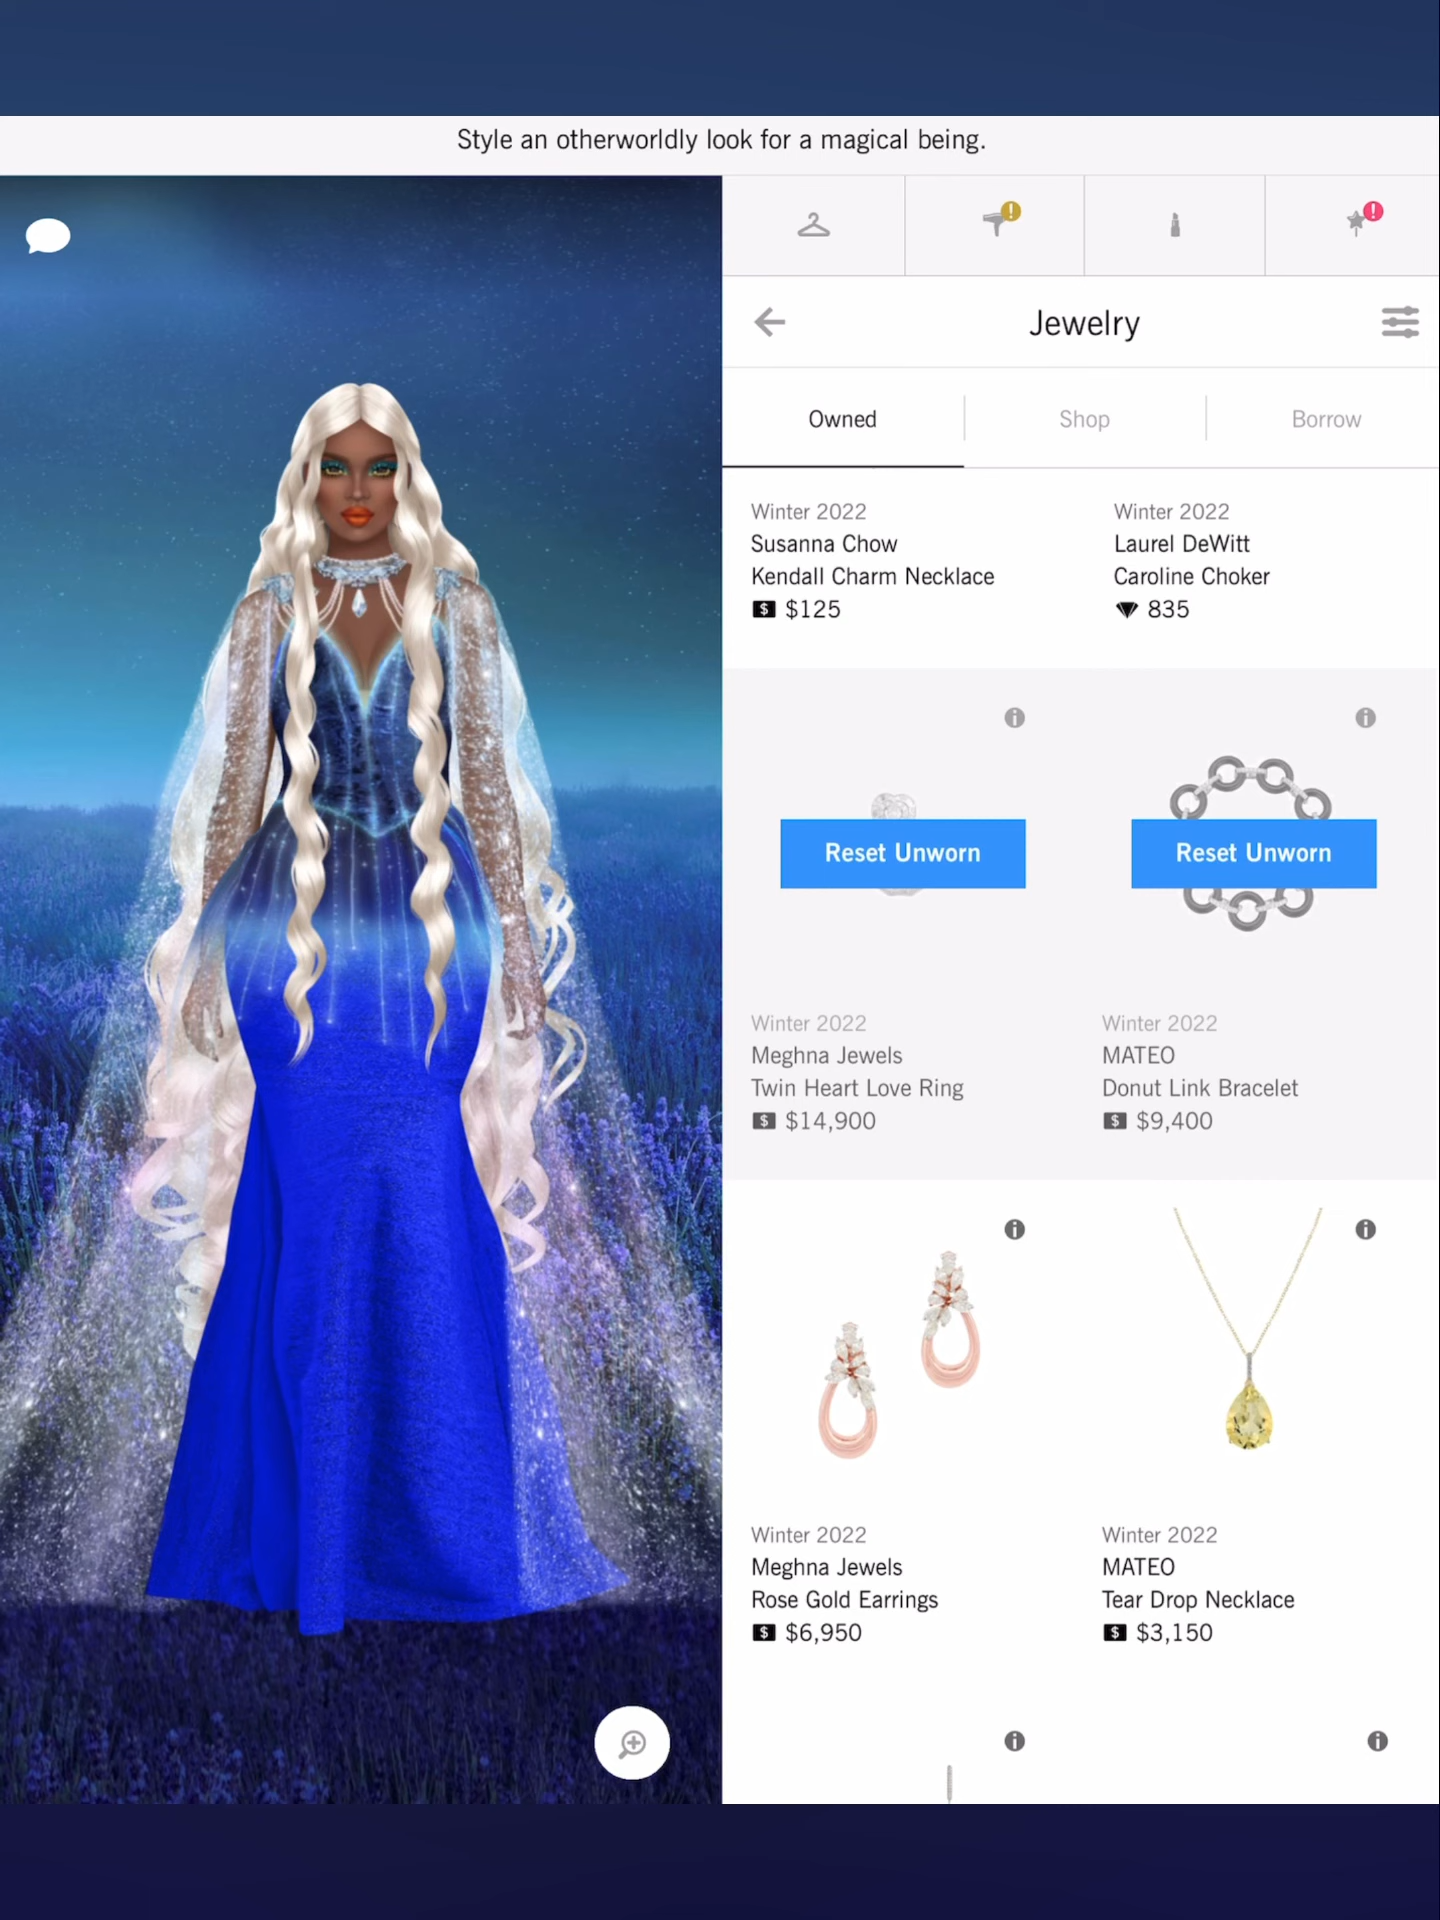 Style an otherworldly look for a magical being.
Jewelry
Owned
Shop
Borrow
Winter 2022
Susanna Chow
Kendall Charm Necklace
$125
Winter 2022
Laurel DeWitt
Caroline Choker
835
Reset Unworn
Winter 2022
Meghna Jewels
Twin Heart Love Ring
$14,900
Reset Unworn
Winter 2022
MATEO
Donut Link Bracelet
$9,400
Winter 2022
Meghna Jewels
Rose Gold Earrings
$6,950
Winter 2022
MATEO
Tear Drop Necklace
$3,150